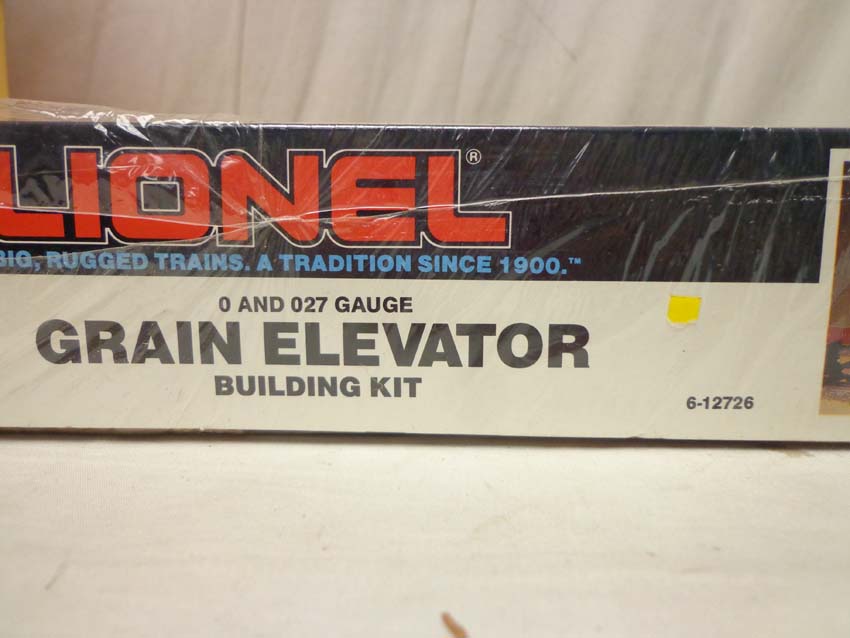 LIONEL®
BIG, RUGGED TRAINS. A TRADITION SINCE 1900.™
0 AND 027 GAUGE
GRAIN ELEVATOR
BUILDING KIT
6-12726